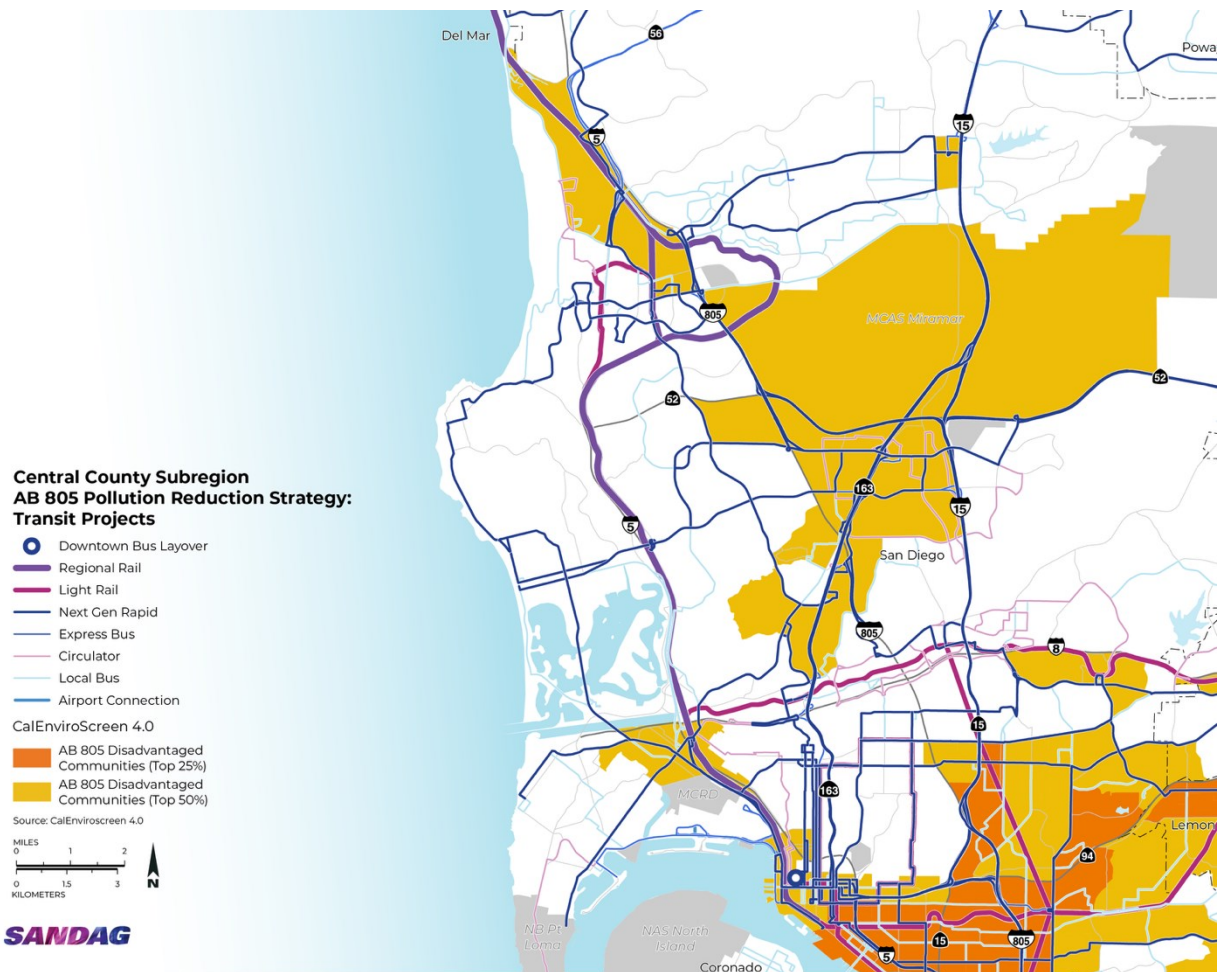 Del Mar
56
Poway
5
15
805
MCAS Miramar
52
52
163
5
15
San Diego
805
8
15
163
MCRD
94
Lemon
NB Pt
Loma
NAS North
Island
15
805
5
Coronado
Central County Subregion
AB 805 Pollution Reduction Strategy:
Transit Projects
Downtown Bus Layover
Regional Rail
Light Rail
Next Gen Rapid
Express Bus
Circulator
Local Bus
Airport Connection
CalEnviroScreen 4.0
AB 805 Disadvantaged
Communities (Top 25%)
AB 805 Disadvantaged
Communities (Top 50%)
Source: CalEnviroscreen 4.0
MILES
0 1 2
0 1.5 3
KILOMETERS
N
SANDAG